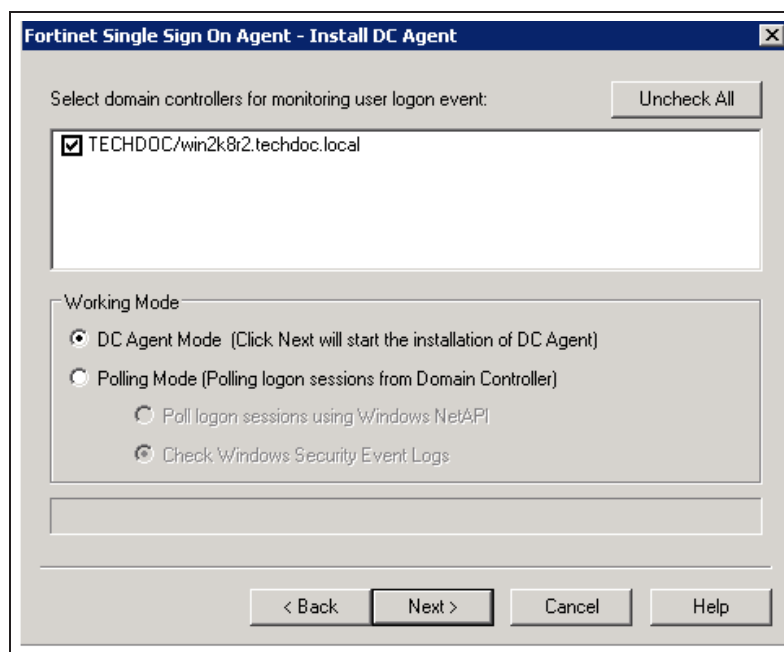 Fortinet Single Sign On Agent - Install DC Agent
Select domain controllers for monitoring user logon event:
Uncheck All
TECHDOC/win2k8r2.techdoc.local
Working Mode
DC Agent Mode (Click Next will start the installation of DC Agent)
Polling Mode (Polling logon sessions from Domain Controller)
Poll logon sessions using Windows NetAPI
Check Windows Security Event Logs
< Back
Next >
Cancel
Help